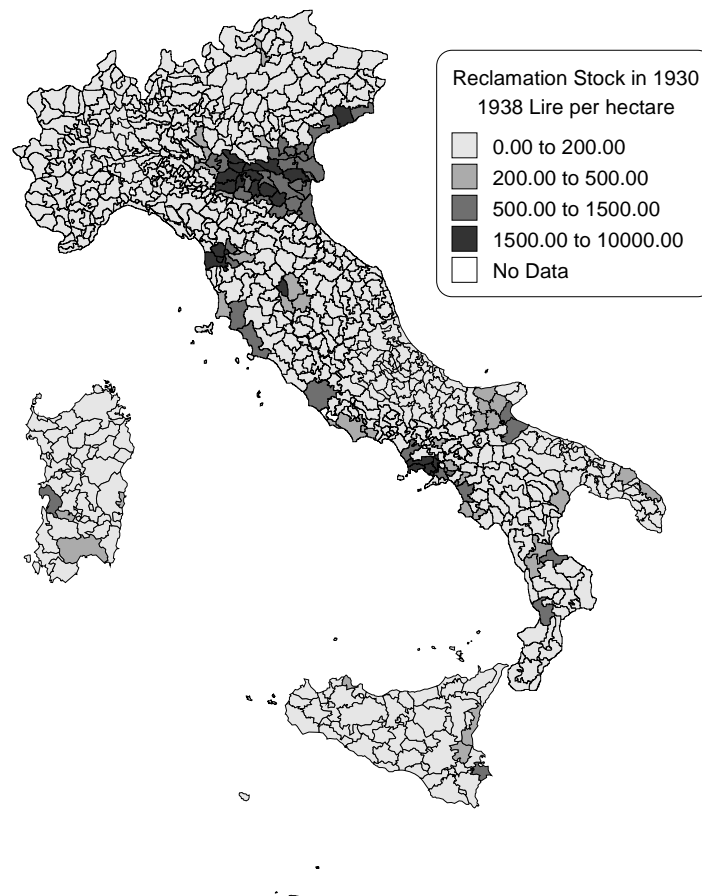 Reclamation Stock in 1930
1938 Lire per hectare
0.00 to 200.00
200.00 to 500.00
500.00 to 1500.00
1500.00 to 10000.00
No Data